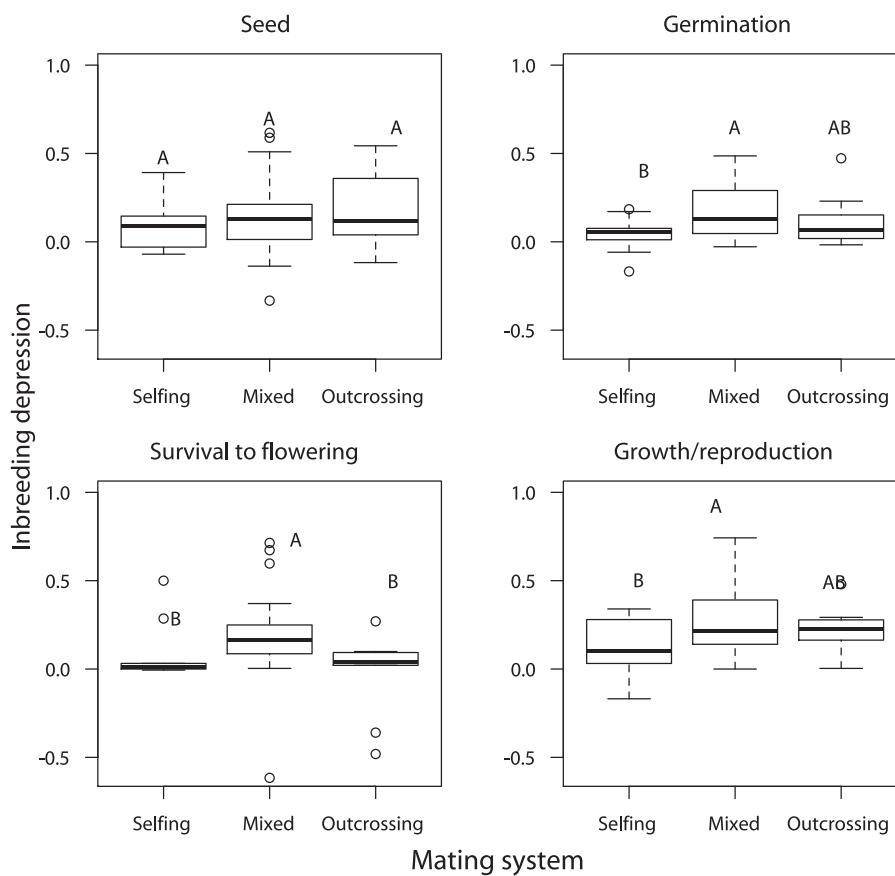 Seed
Germination
1.0
0.5
0.0
-0.5
A
A
A
Selfing
Mixed
Outcrossing
1.0
0.5
0.0
-0.5
B
A
AB
Selfing
Mixed
Outcrossing
Inbreeding depression
Survival to flowering
Growth/reproduction
1.0
0.5
0.0
-0.5
B
A
B
Selfing
Mixed
Outcrossing
1.0
0.5
0.0
-0.5
B
A
AB
Selfing
Mixed
Outcrossing
Mating system